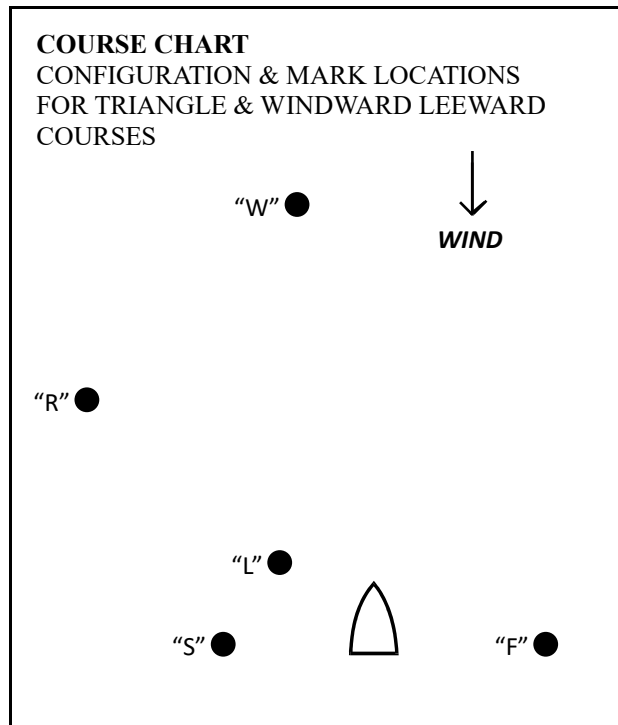 COURSE CHART
CONFIGURATION & MARK LOCATIONS
FOR TRIANGLE & WINDWARD LEEWARD
COURSES
“W”
WIND
“R”
“L”
“S”
“F”